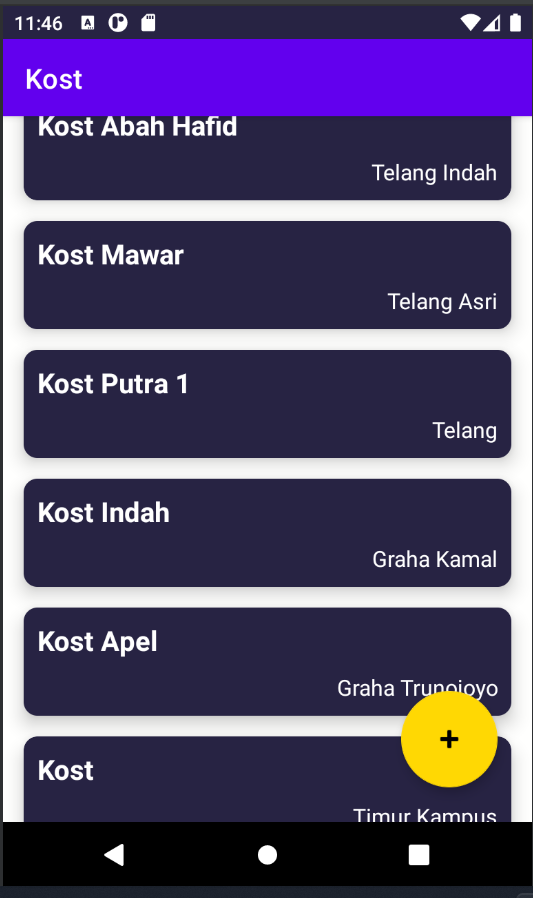 11:46
Kost
Kost Abah Hafid
Telang Indah
Kost Mawar
Telang Asri
Kost Putra 1
Telang
Kost Indah
Graha Kamal
Kost Apel
Graha Trunojoyo
Kost
Timur Kampus
+